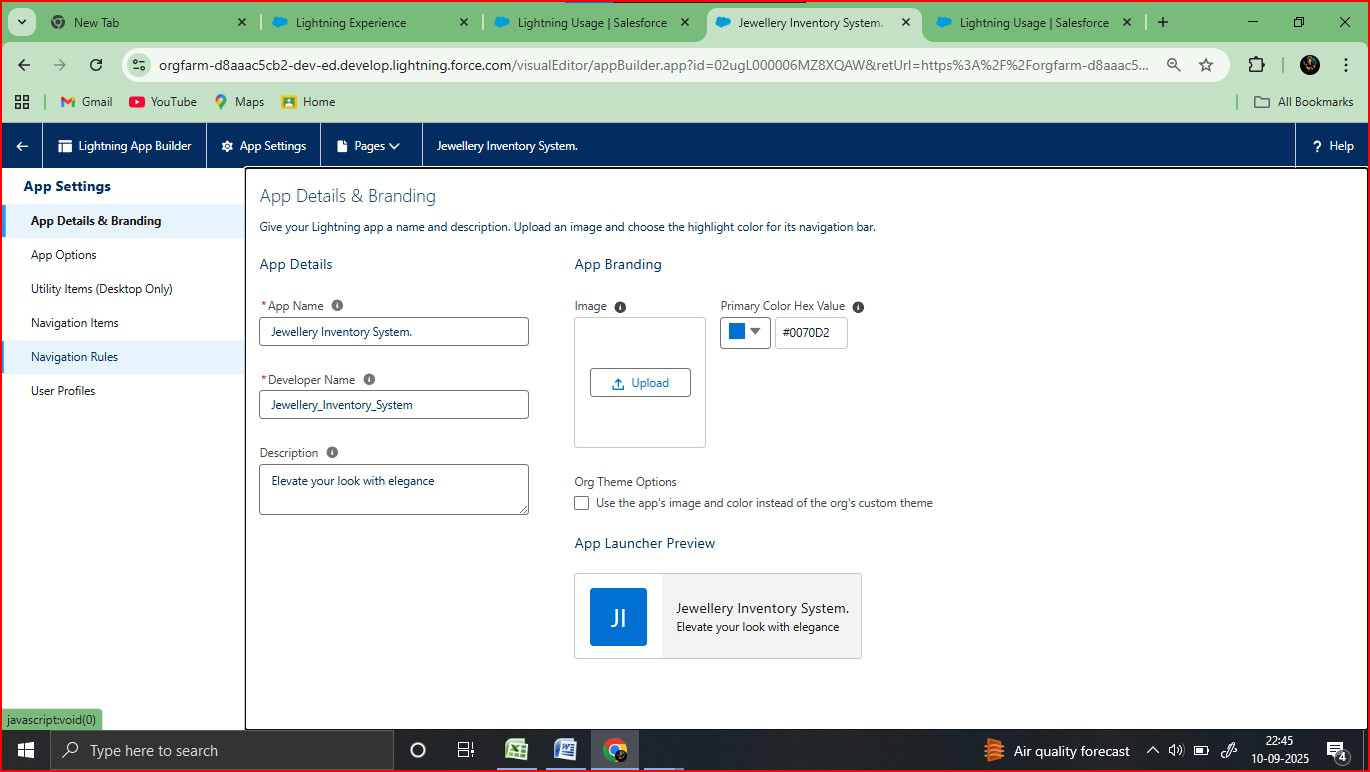 New Tab
Lightning Experience
Lightning Usage | Salesforce
Jewellery Inventory System.
Lightning Usage | Salesforce
orgfarm-d8aaac5cb2-dev-ed.develop.lightning.force.com/visualEditor/appBuilder.app?id=02ugL000006MZ8XQAW&retUrl=https%3A%2F%2Forgfarm-d8aaac5...
Gmail
YouTube
Maps
Home
All Bookmarks
Lightning App Builder
App Settings
Pages
Jewellery Inventory System.
? Help
App Settings
App Details & Branding
App Options
Utility Items (Desktop Only)
Navigation Items
Navigation Rules
User Profiles
App Details & Branding
Give your Lightning app a name and description. Upload an image and choose the highlight color for its navigation bar.
App Details
*App Name
Jewellery Inventory System.
*Developer Name
Jewellery_Inventory_System
Description
Elevate your look with elegance
App Branding
Image
Upload
Primary Color Hex Value
#0070D2
Org Theme Options
Use the app's image and color instead of the org's custom theme
App Launcher Preview
JI
Jewellery Inventory System.
Elevate your look with elegance
javascript:void(0)
Type here to search
Air quality forecast
22:45
10-09-2025
4